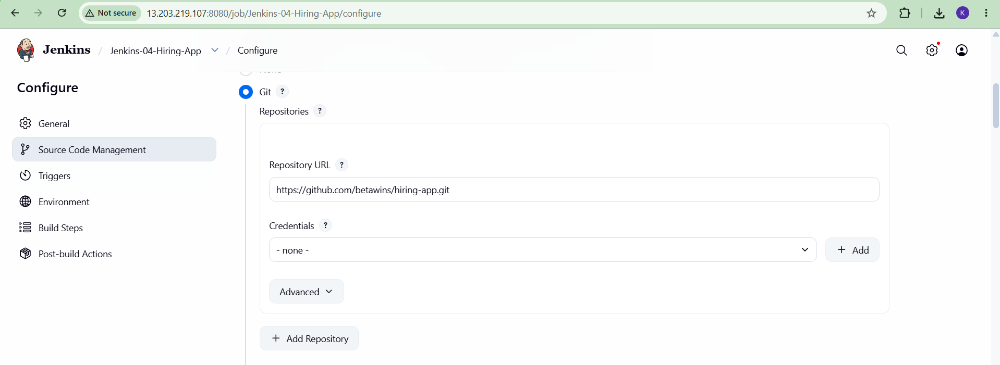 Not secure 13.203.219.107:8080/job/Jenkins-04-Hiring-App/configure K
Jenkins / Jenkins-04-Hiring-App / Configure
Configure
General
Source Code Management
Triggers
Environment
Build Steps
Post-build Actions
Git ?
Repositories ?
Repository URL ?
https://github.com/betawins/hiring-app.git
Credentials ?
- none -
+ Add
Advanced
+ Add Repository